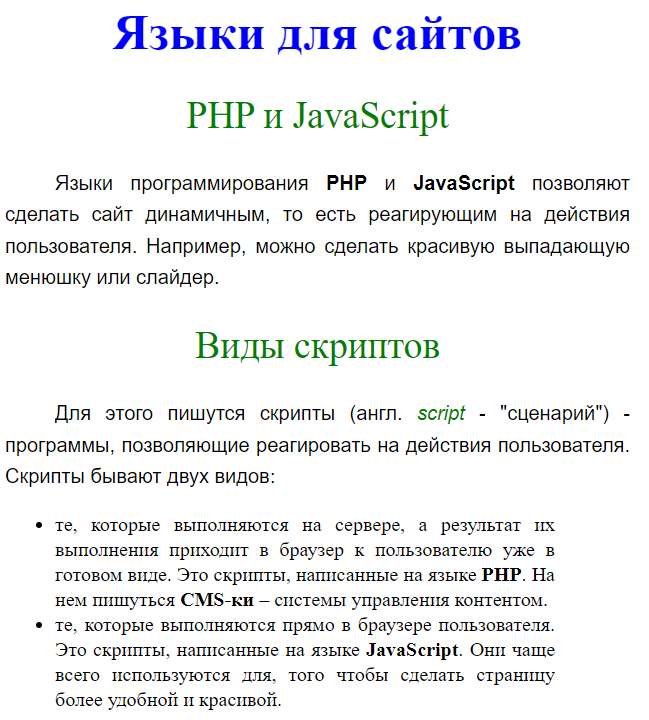 Языки для сайтов
PHP и JavaScript
Языки программирования PHP и JavaScript позволяют
сделать сайт динамичным, то есть реагирующим на действия
пользователя. Например, можно сделать красивую выпадающую
менюшку или слайдер.
Виды скриптов
Для этого пишутся скрипты (англ. script - "сценарий") -
программы, позволяющие реагировать на действия пользователя.
Скрипты бывают двух видов:
• те, которые выполняются на сервере, а результат их
выполнения приходит в браузер к пользователю уже в
готовом виде. Это скрипты, написанные на языке PHP. На
нем пишуться CMS-ки – системы управления контентом.
• те, которые выполняются прямо в браузере пользователя.
Это скрипты, написанные на языке JavaScript. Они чаще
всего используются для, того чтобы сделать страницу
более удобной и красивой.